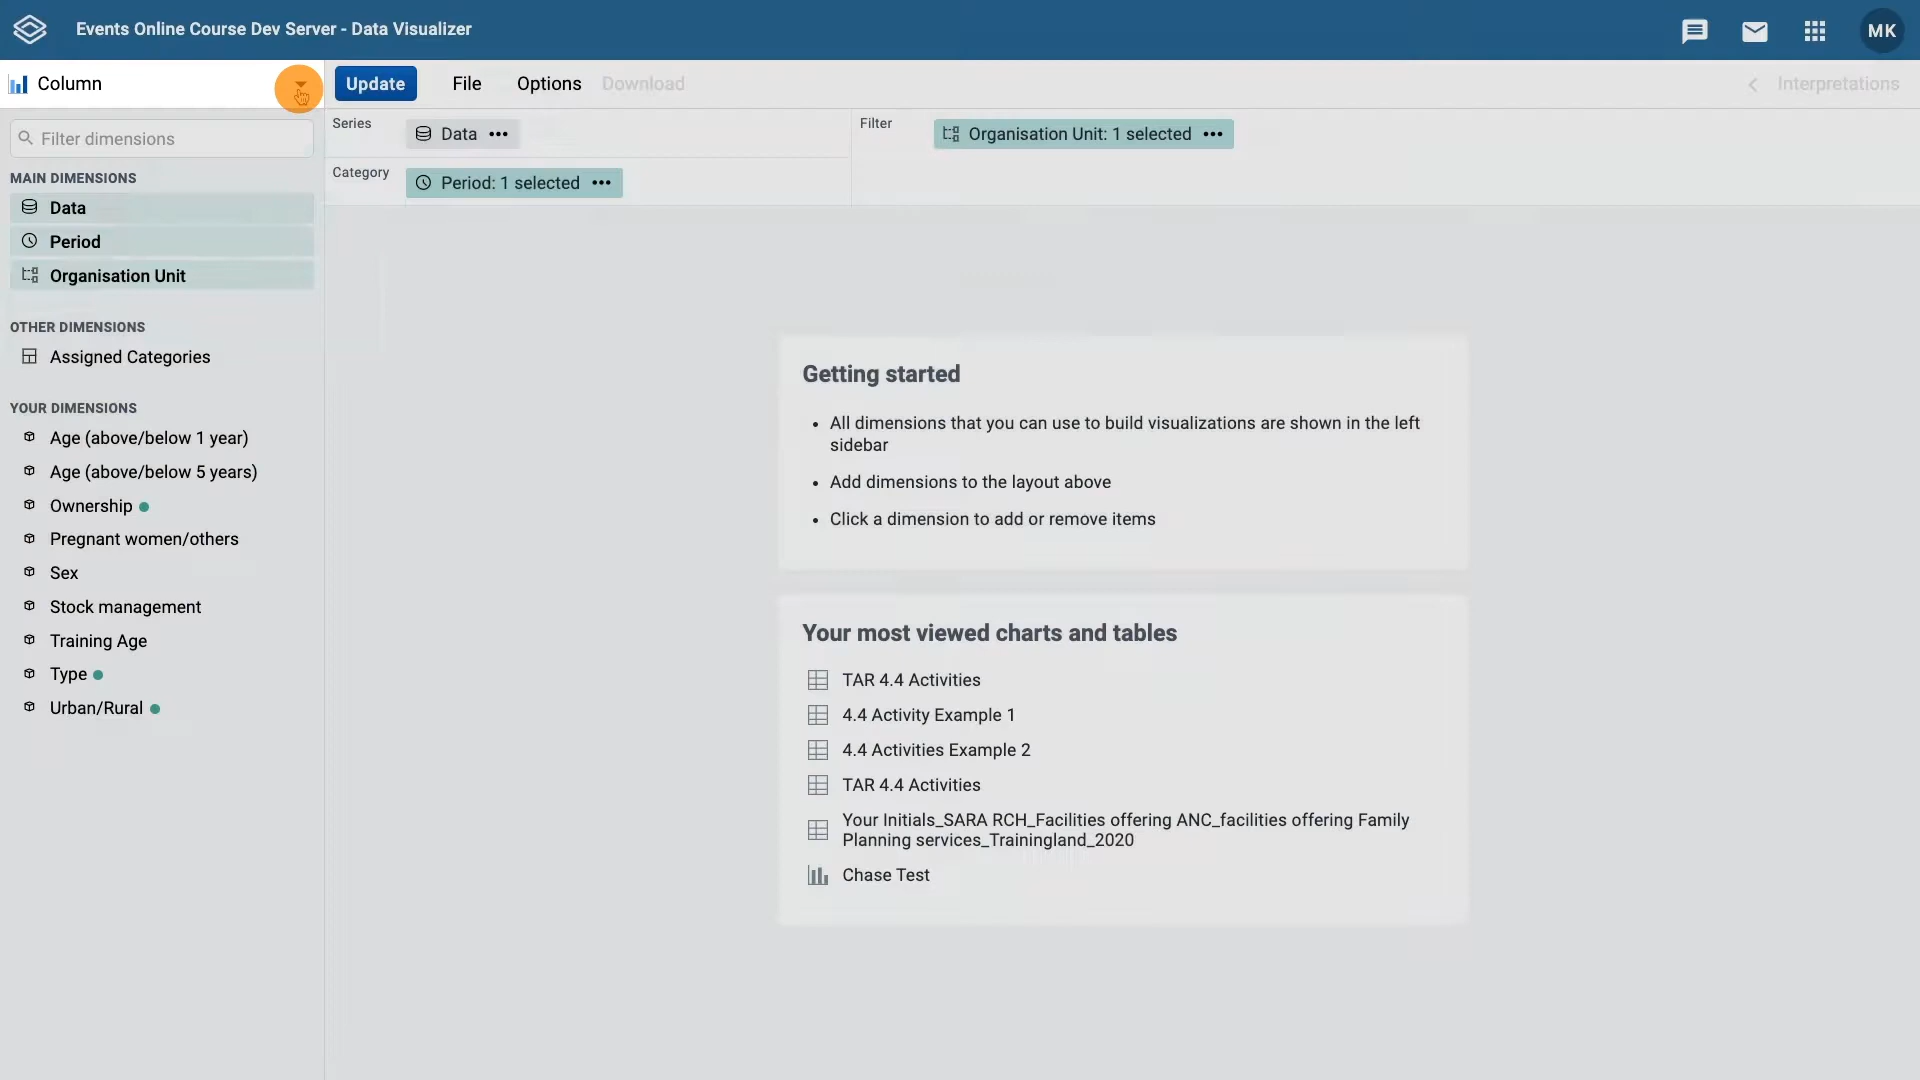 Events Online Course Dev Server - Data Visualizer
MK
Column
Update
File
Options
Download
Interpretations
Filter dimensions
Series
Data
Filter
Organisation Unit: 1 selected
Category
Period: 1 selected
MAIN DIMENSIONS
Data
Period
Organisation Unit
OTHER DIMENSIONS
Assigned Categories
YOUR DIMENSIONS
Age (above/below 1 year)
Age (above/below 5 years)
Ownership
Pregnant women/others
Sex
Stock management
Training Age
Type
Urban/Rural
Getting started
All dimensions that you can use to build visualizations are shown in the left
sidebar
Add dimensions to the layout above
Click a dimension to add or remove items
Your most viewed charts and tables
TAR 4.4 Activities
4.4 Activity Example 1
4.4 Activities Example 2
TAR 4.4 Activities
Your Initials_SARA RCH_Facilities offering ANC_facilities offering Family
Planning services_Trainingland_2020
Chase Test